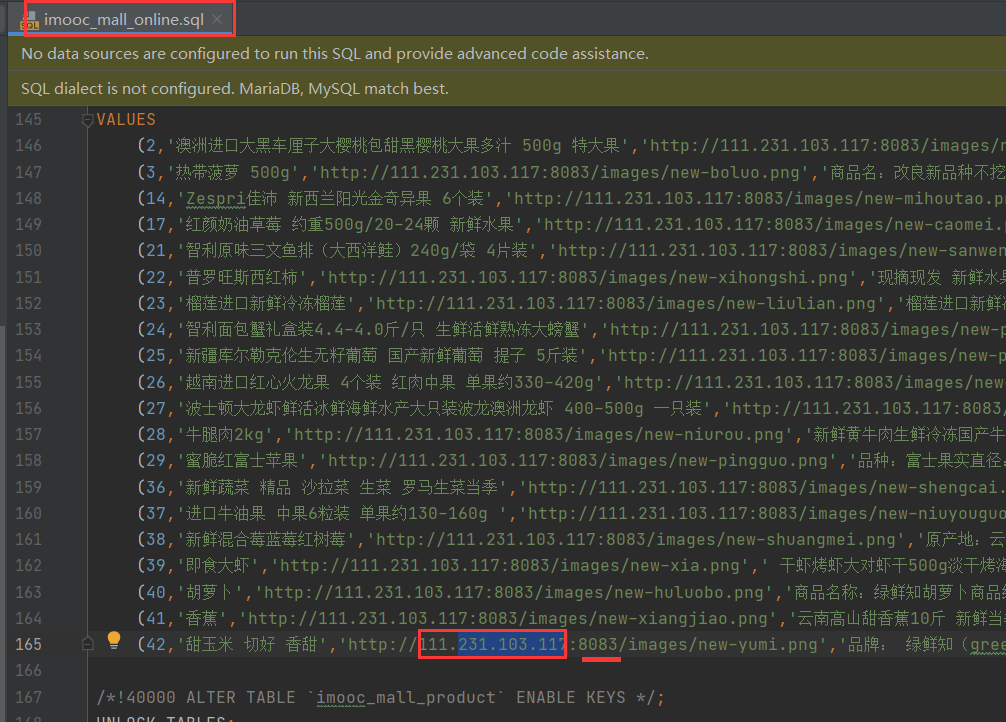 imooc_mall_online.sql
No data sources are configured to run this SQL and provide advanced code assistance.
SQL dialect is not configured. MariaDB, MySQL match best.
145 VALUES
146 (2,'澳洲进口大黑车厘子大樱桃包甜黑樱桃大果多汁 500g 特大果','http://111.231.103.117:8083/images/
147 (3,'热带菠萝 500g','http://111.231.103.117:8083/images/new-boluo.png','商品名：改良新品种不挖
148 (14,'Zespri佳沛 新西兰阳光金奇异果 6个装','http://111.231.103.117:8083/images/new-mihoutao.p
149 (17,'红颜奶油草莓 约重500g/20-24颗 新鲜水果','http://111.231.103.117:8083/images/new-caomei.
150 (21,'智利原味三文鱼排（大西洋鲑）240g/袋 4片装','http://111.231.103.117:8083/images/new-sanwen
151 (22,'普罗旺斯西红柿','http://111.231.103.117:8083/images/new-xihongshi.png','现摘现发 新鲜水果
152 (23,'榴莲进口新鲜冷冻榴莲','http://111.231.103.117:8083/images/new-liulian.png','榴莲进口新鲜
153 (24,'智利面包蟹礼盒装4.4-4.0斤/只 生鲜活鲜熟冻大螃蟹','http://111.231.103.117:8083/images/new-p
154 (25,'新疆库尔勒克伦生无籽葡萄 国产新鲜葡萄 提子 5斤装','http://111.231.103.117:8083/images/new-p
155 (26,'越南进口红心火龙果 4个装 红肉中果 单果约330-420g','http://111.231.103.117:8083/images/new-
156 (27,'波士顿大龙虾鲜活冰鲜海鲜水产大只装波龙澳洲龙虾 400-500g 一只装','http://111.231.103.117:8083/
157 (28,'牛腿肉2kg','http://111.231.103.117:8083/images/new-niurou.png','新鲜黄牛肉生鲜冷冻国产牛
158 (29,'蜜脆红富士苹果','http://111.231.103.117:8083/images/new-pingguo.png','品种：富士果实直径：
159 (36,'新鲜蔬菜 精品 沙拉菜 生菜 罗马生菜当季','http://111.231.103.117:8083/images/new-shengcai.
160 (37,'进口牛油果 中果6粒装 单果约130-160g ','http://111.231.103.117:8083/images/new-niuyouguo
161 (38,'新鲜混合莓蓝莓红树莓','http://111.231.103.117:8083/images/new-shuangmei.png','原产地：云
162 (39,'即食大虾','http://111.231.103.117:8083/images/new-xia.png',' 干虾烤虾大对虾干500g淡干烤海
163 (40,'胡萝卜','http://111.231.103.117:8083/images/new-huluobo.png','商品名称：绿鲜知胡萝卜商品
164 (41,'香蕉','http://111.231.103.117:8083/images/new-xiangjiao.png','云南高山甜香蕉10斤 新鲜当
165 (42,'甜玉米 切好 香甜','http://111.231.103.117:8083/images/new-yumi.png','品牌： 绿鲜知（gree
166
167 /*!40000 ALTER TABLE `imooc_mall_product` ENABLE KEYS */;
168 UNLOCK TABLES;